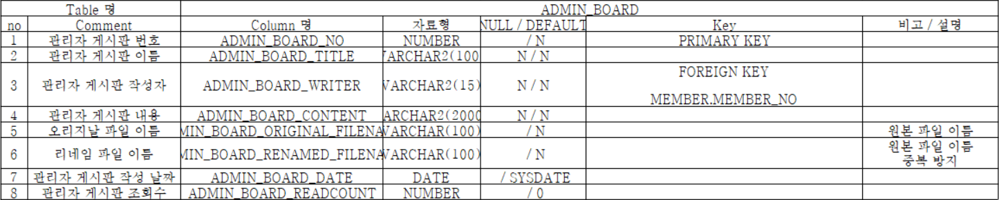 Table 명 ADMIN_BOARD
no Comment Column 명 자료형 NULL / DEFAULT Key 비고 / 설명
1 관리자 게시판 번호 ADMIN_BOARD_NO NUMBER / N PRIMARY KEY
2 관리자 게시판 이름 ADMIN_BOARD_TITLE VARCHAR2(100 N / N
FOREIGN KEY
3 관리자 게시판 작성자 ADMIN_BOARD_WRITER VARCHAR2(15) N / N
MEMBER.MEMBER_NO
4 관리자 게시판 내용 ADMIN_BOARD_CONTENT ARCHAR2(2000 N / N
5 오리지날 파일 이름 MIN_BOARD_ORIGINAL_FILENA VARCHAR(100) / N 원본 파일 이름
6 리네임 파일 이름 MIN_BOARD_RENAMED_FILENA VARCHAR(100) / N 원본 파일 이름
중복 방지
7 관리자 게시판 작성 날짜 ADMIN_BOARD_DATE DATE / SYSDATE
8 관리자 게시판 조회수 ADMIN_BOARD_READCOUNT NUMBER / 0